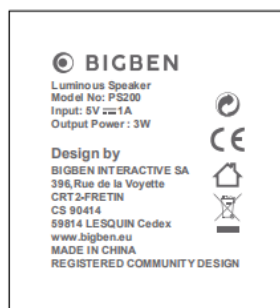 BIGBEN
Luminous Speaker
Model No: PS200
Input: 5V ⎓ 1A
Output Power : 3W
CE
Design by
BIGBEN INTERACTIVE SA
396,Rue de la Voyette
CRT2-FRETIN
CS 90414
59814 LESQUIN Cedex
www.bigben.eu
MADE IN CHINA
REGISTERED COMMUNITY DESIGN